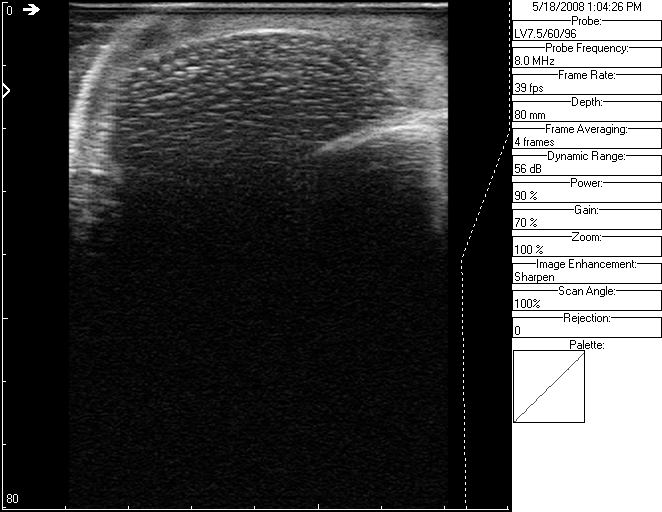 0
80
5/18/2008 1:04:26 PM
Probe:
LV7.5/60/96
Probe Frequency:
8.0 MHz
Frame Rate:
39 fps
Depth:
80 mm
Frame Averaging:
4 frames
Dynamic Range:
56 dB
Power:
90 %
Gain:
70 %
Zoom:
100 %
Image Enhancement:
Sharpen
Scan Angle:
100%
Rejection:
0
Palette: